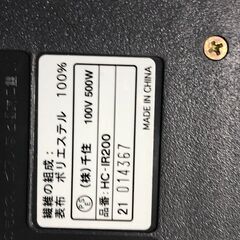 繊維の組成：
表布 ポリエステル 100%
(株)千住 100V 500W
品番：HC-IR200
MADE IN CHINA
21 014367